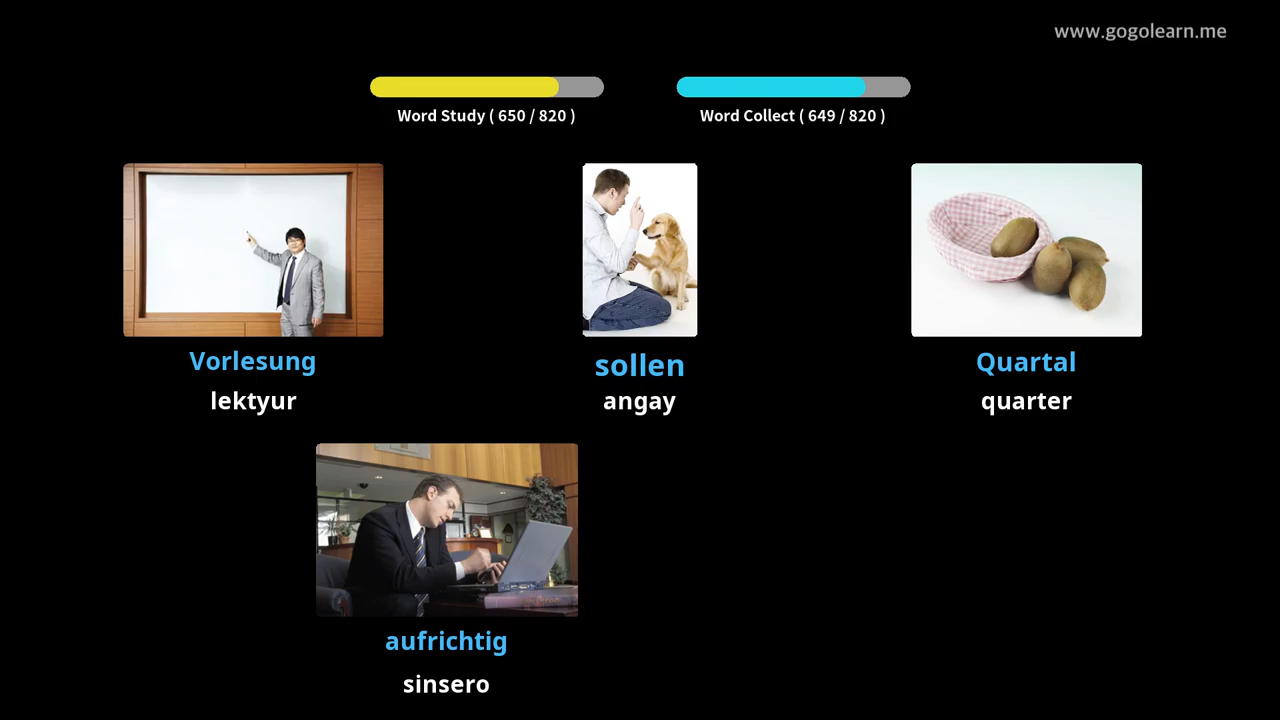 www.gogolearn.me
Word Study ( 650 / 820 )
Word Collect ( 649 / 820 )
Vorlesung
lektyur
sollen
angay
Quartal
quarter
aufrichtig
sinsero